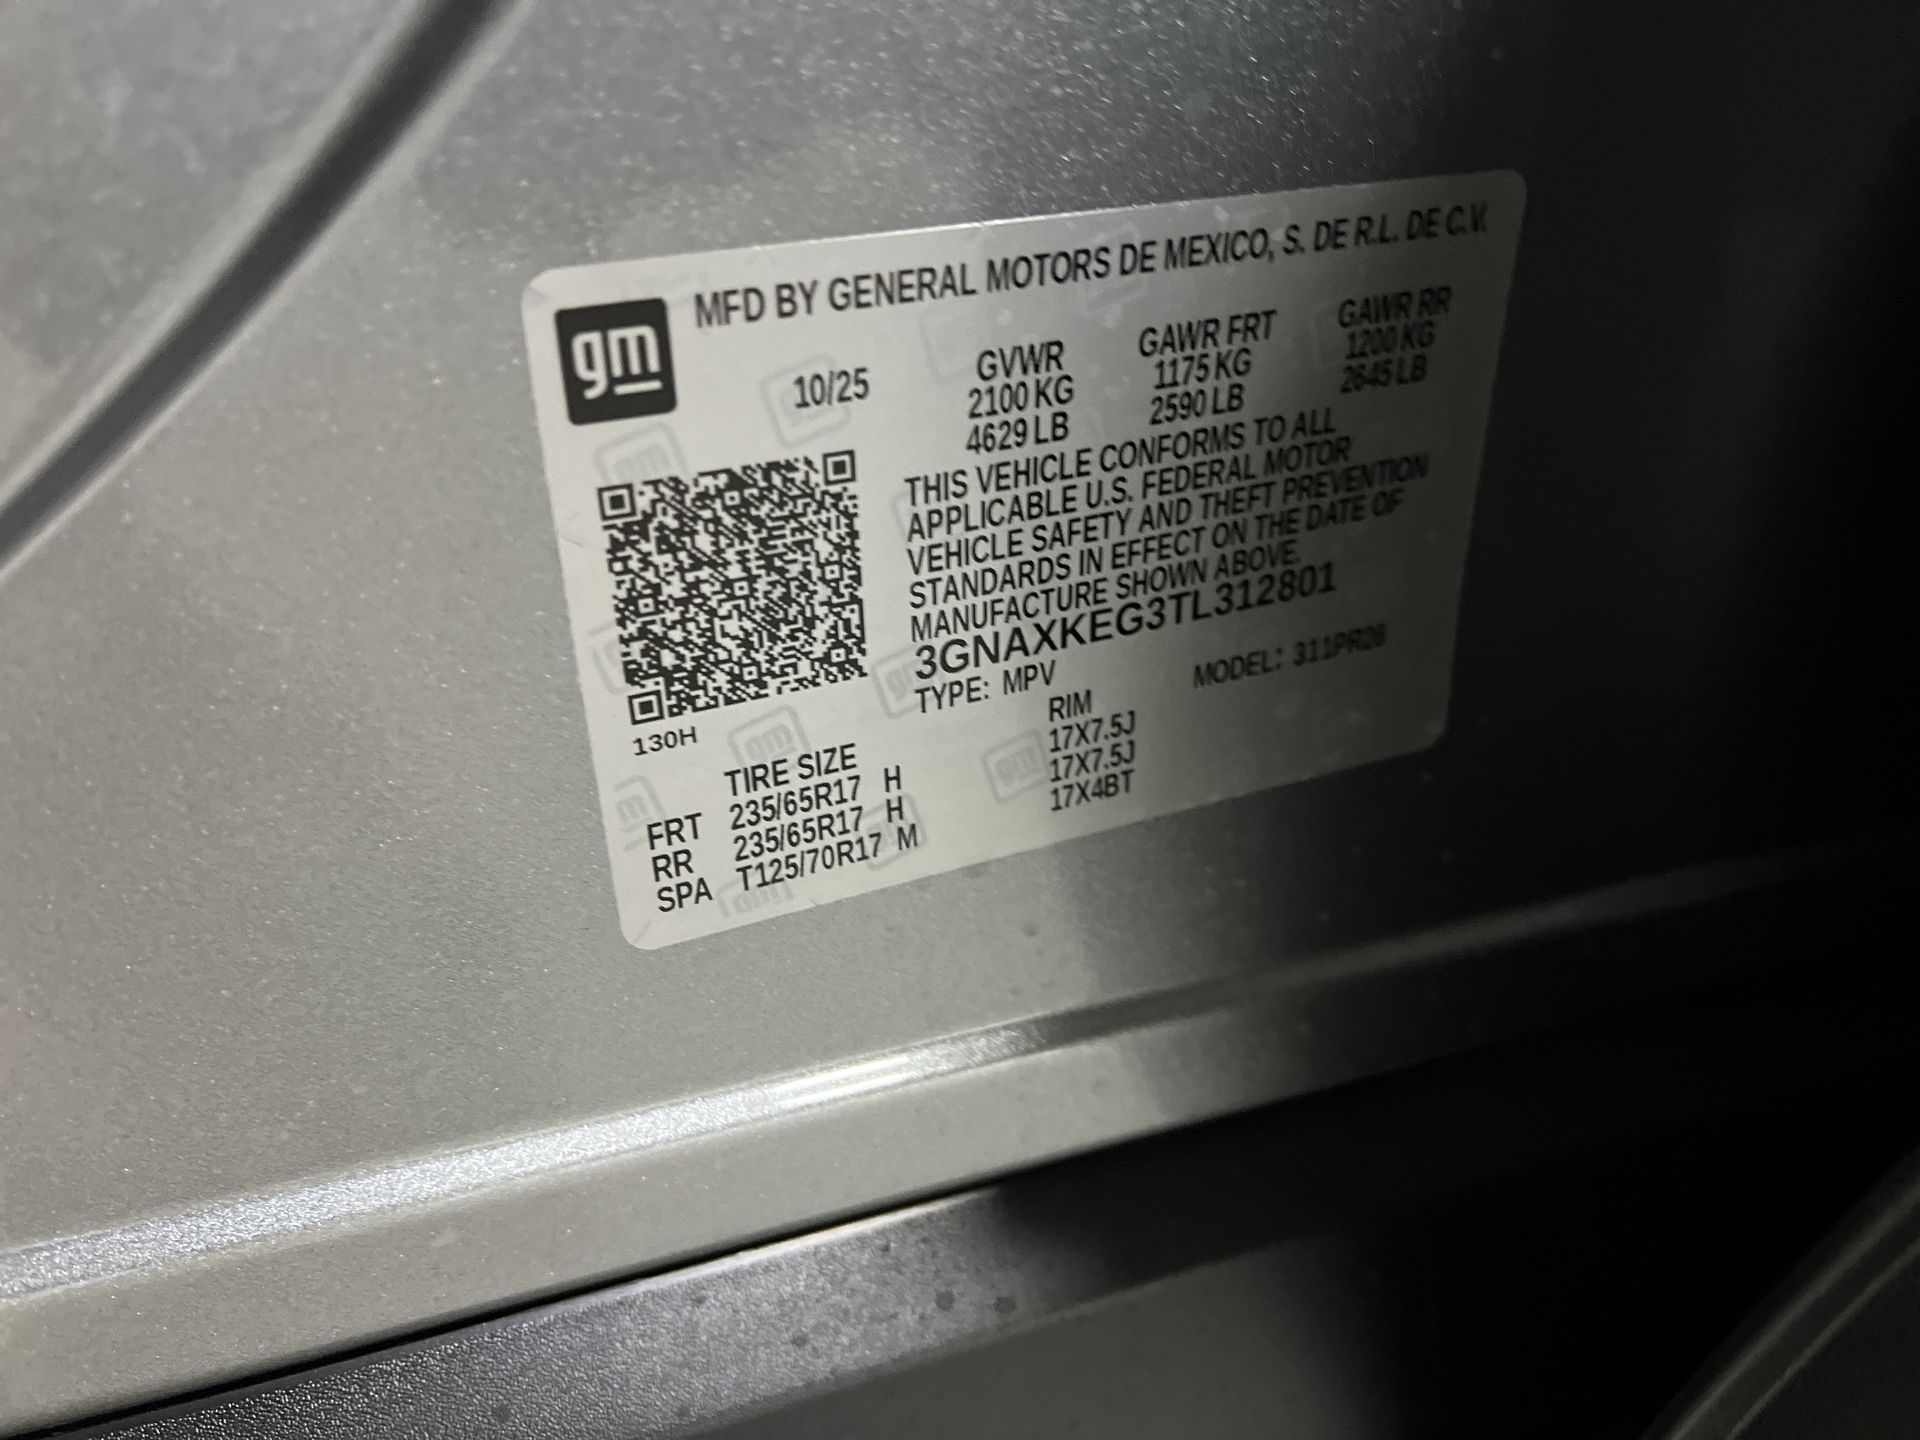 gm
MFD BY GENERAL MOTORS DE MEXICO, S. DE R.L. DE C.V.
10/25 GVWR GAWR FRT GAWR RR
2100 KG 1175 KG 1200 KG
4629 LB 2590 LB 2645 LB
THIS VEHICLE CONFORMS TO ALL
APPLICABLE U.S. FEDERAL MOTOR
VEHICLE SAFETY AND THEFT PREVENTION
STANDARDS IN EFFECT ON THE DATE OF
MANUFACTURE SHOWN ABOVE.
3GNAXKEG3TL312801
TYPE: MPV MODEL: 311PR26
130H
TIRE SIZE RIM
FRT 235/65R17 H 17X7.5J
RR 235/65R17 H 17X7.5J
SPA T125/70R17 M 17X4BT